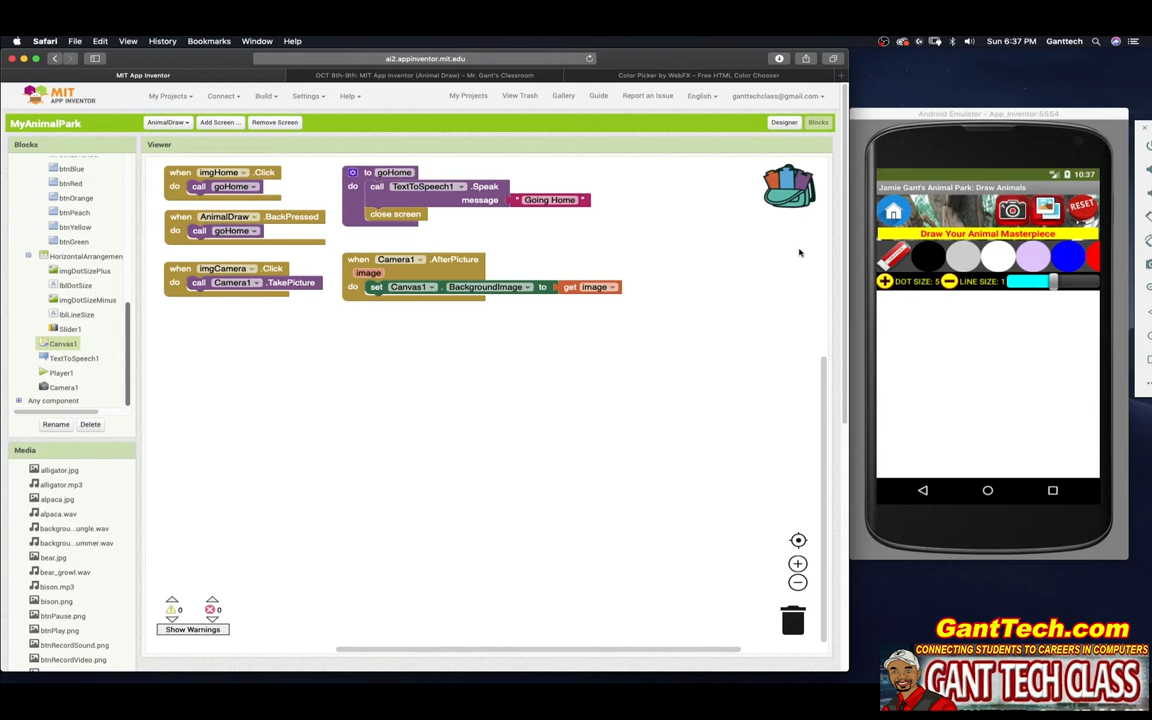 Safari File Edit View History Bookmarks Window Help
Sun 6:37 PM Ganttech
ai2.appinventor.mit.edu
MIT App Inventor
OCT 8th-9th: MIT App Inventor (Animal Draw) – Mr. Gant's Classroom
Color Picker by WebFX – Free HTML Color Chooser
MIT
APP INVENTOR
My Projects Connect Build Settings Help
My Projects View Trash Gallery Guide Report an Issue English ganttechclass@gmail.com
MyAnimalPark
AnimalDraw Add Screen ... Remove Screen
Designer Blocks
Blocks
Viewer
btnBlue
btnRed
btnOrange
btnPeach
btnYellow
btnGreen
HorizontalArrangemen
imgDotSizePlus
lblDotSize
imgDotSizeMinus
lblLineSize
Slider1
Canvas1
TextToSpeech1
Player1
Camera1
Any component
Rename Delete
Media
alligator.jpg
alligator.mp3
alpaca.jpg
alpaca.wav
backgrou...ungle.wav
backgrou...ummer.wav
bear.jpg
bear_growl.wav
bison.mp3
bison.png
btnPause.png
btnPlay.png
btnRecordSound.png
btnRecordVideo.png
when imgHome .Click
do call goHome
when AnimalDraw .BackPressed
do call goHome
when imgCamera .Click
do call Camera1 .TakePicture
to goHome
do call TextToSpeech1 .Speak
message " Going Home "
close screen
when Camera1 .AfterPicture
image
do set Canvas1 . BackgroundImage to get image
0 0
Show Warnings
Android Emulator - App_Inventor:5554
10:37
Jamie Gant's Animal Park: Draw Animals
RESET
Draw Your Animal Masterpiece
DOT SIZE: 5 LINE SIZE: 1
GantTech.com
CONNECTING STUDENTS TO CAREERS IN COMPUTERS
GANT TECH CLASS